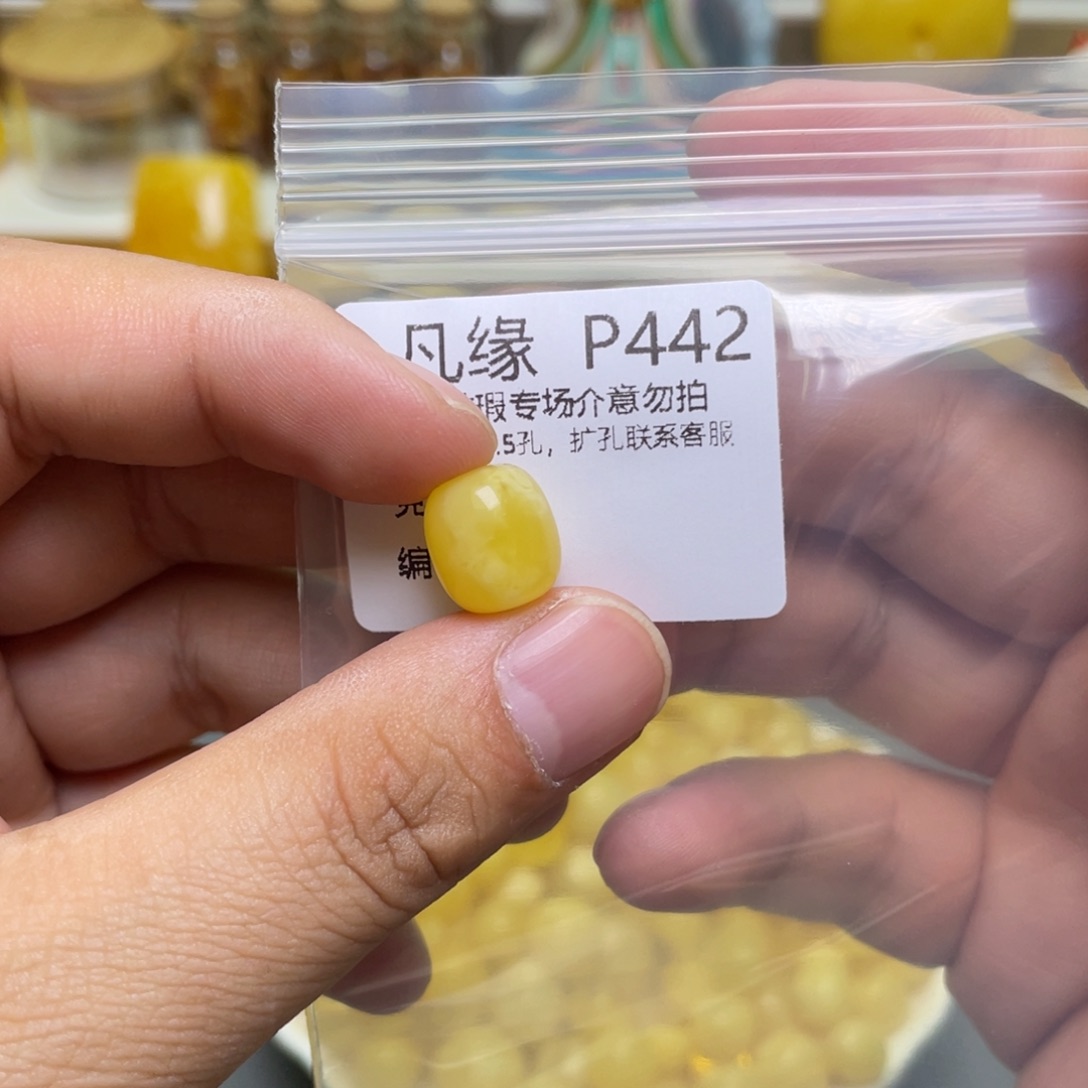 凡缘 P442
瑕专场介意勿拍
.5孔，扩孔联系客服
编